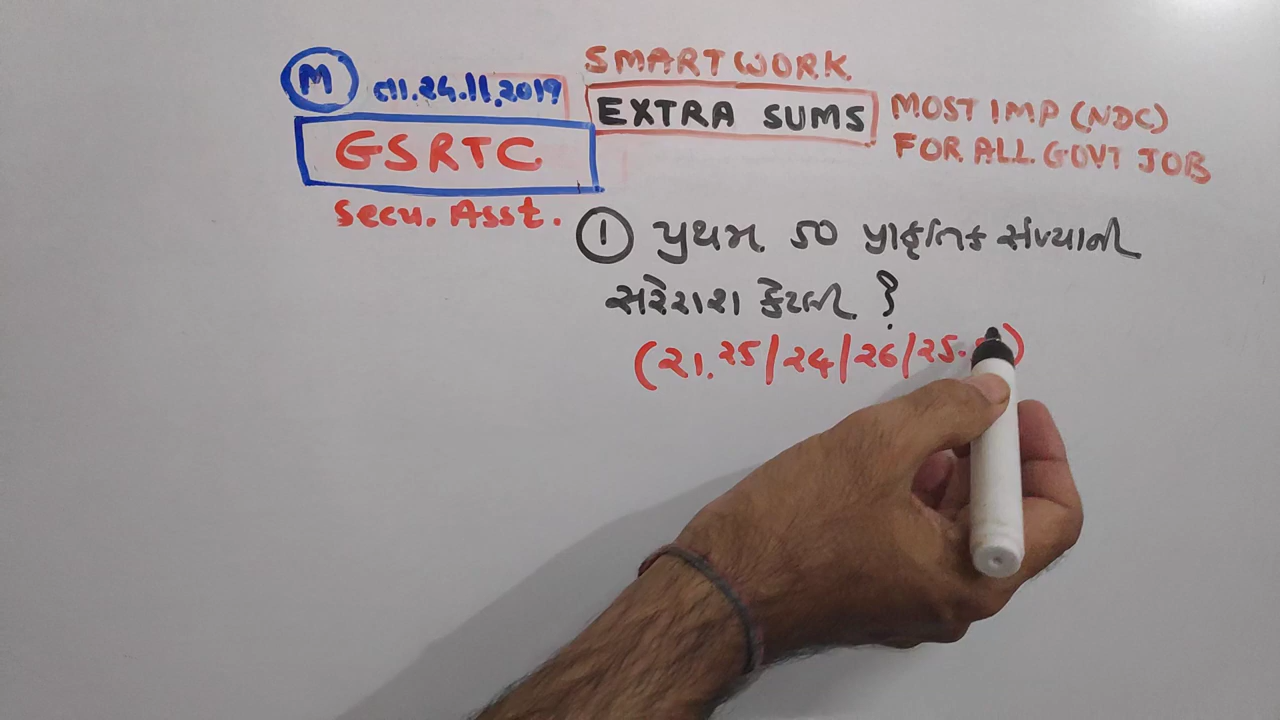 SMARTWORK
M તા.24.11.2019
EXTRA SUMS
MOST IMP (NDC)
FOR ALL GOVT JOB
GSRTC
Secu. Asst.
1 પ્રથમ 50 પ્રાકૃતિક સંખ્યાની
સરેરાશ કેટલી ?
(21.25/24/26/25.